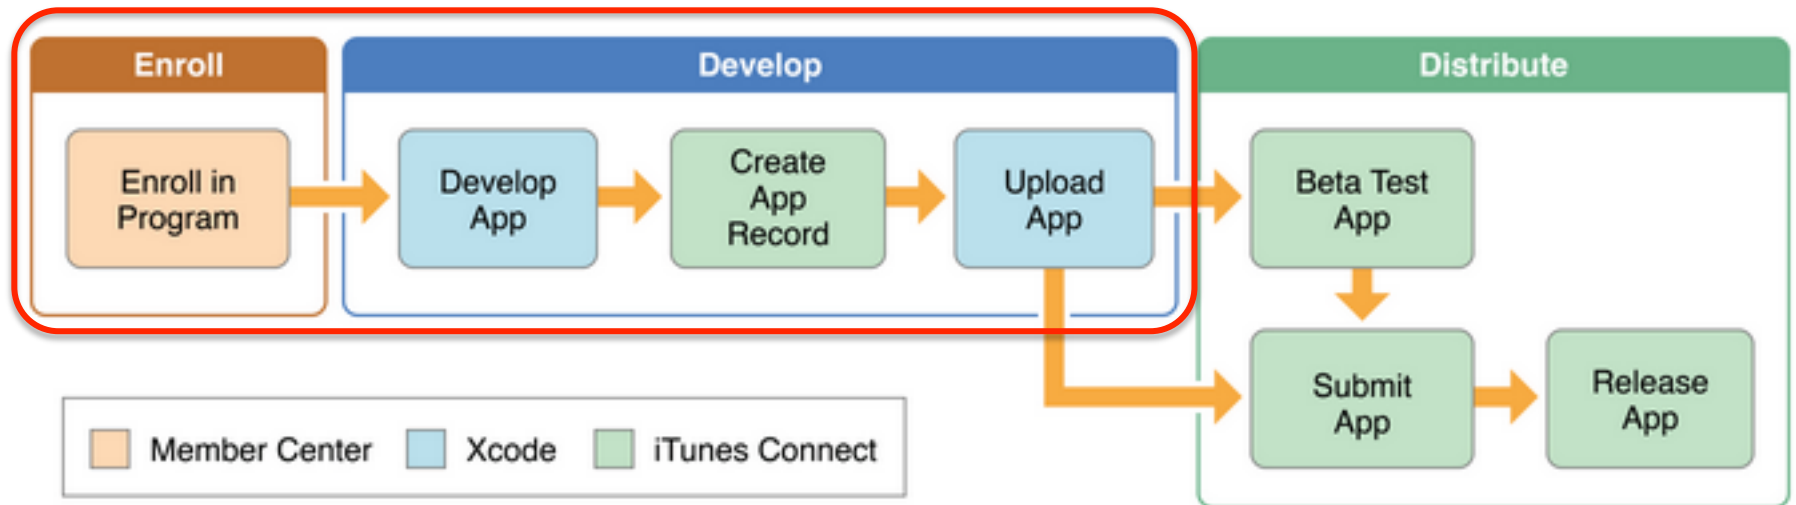 Enroll
Develop
Distribute
Enroll in
Program
Develop
App
Create
App
Record
Upload
App
Beta Test
App
Submit
App
Release
App
Member Center
Xcode
iTunes Connect